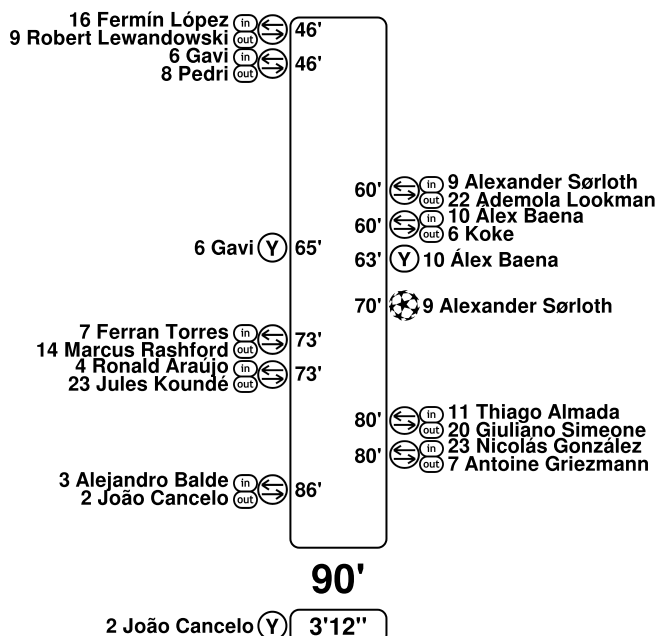 16 Fermín López in 46'
9 Robert Lewandowski out
6 Gavi in 46'
8 Pedri out
60' in 9 Alexander Sørloth
out 22 Ademola Lookman
60' in 10 Álex Baena
out 6 Koke
6 Gavi Y 65'
63' Y 10 Álex Baena
70' 9 Alexander Sørloth
7 Ferran Torres in 73'
14 Marcus Rashford out
4 Ronald Araújo in 73'
23 Jules Koundé out
80' in 11 Thiago Almada
out 20 Giuliano Simeone
80' in 23 Nicolás González
out 7 Antoine Griezmann
3 Alejandro Balde in 86'
2 João Cancelo out
90'
2 João Cancelo Y 3'12"